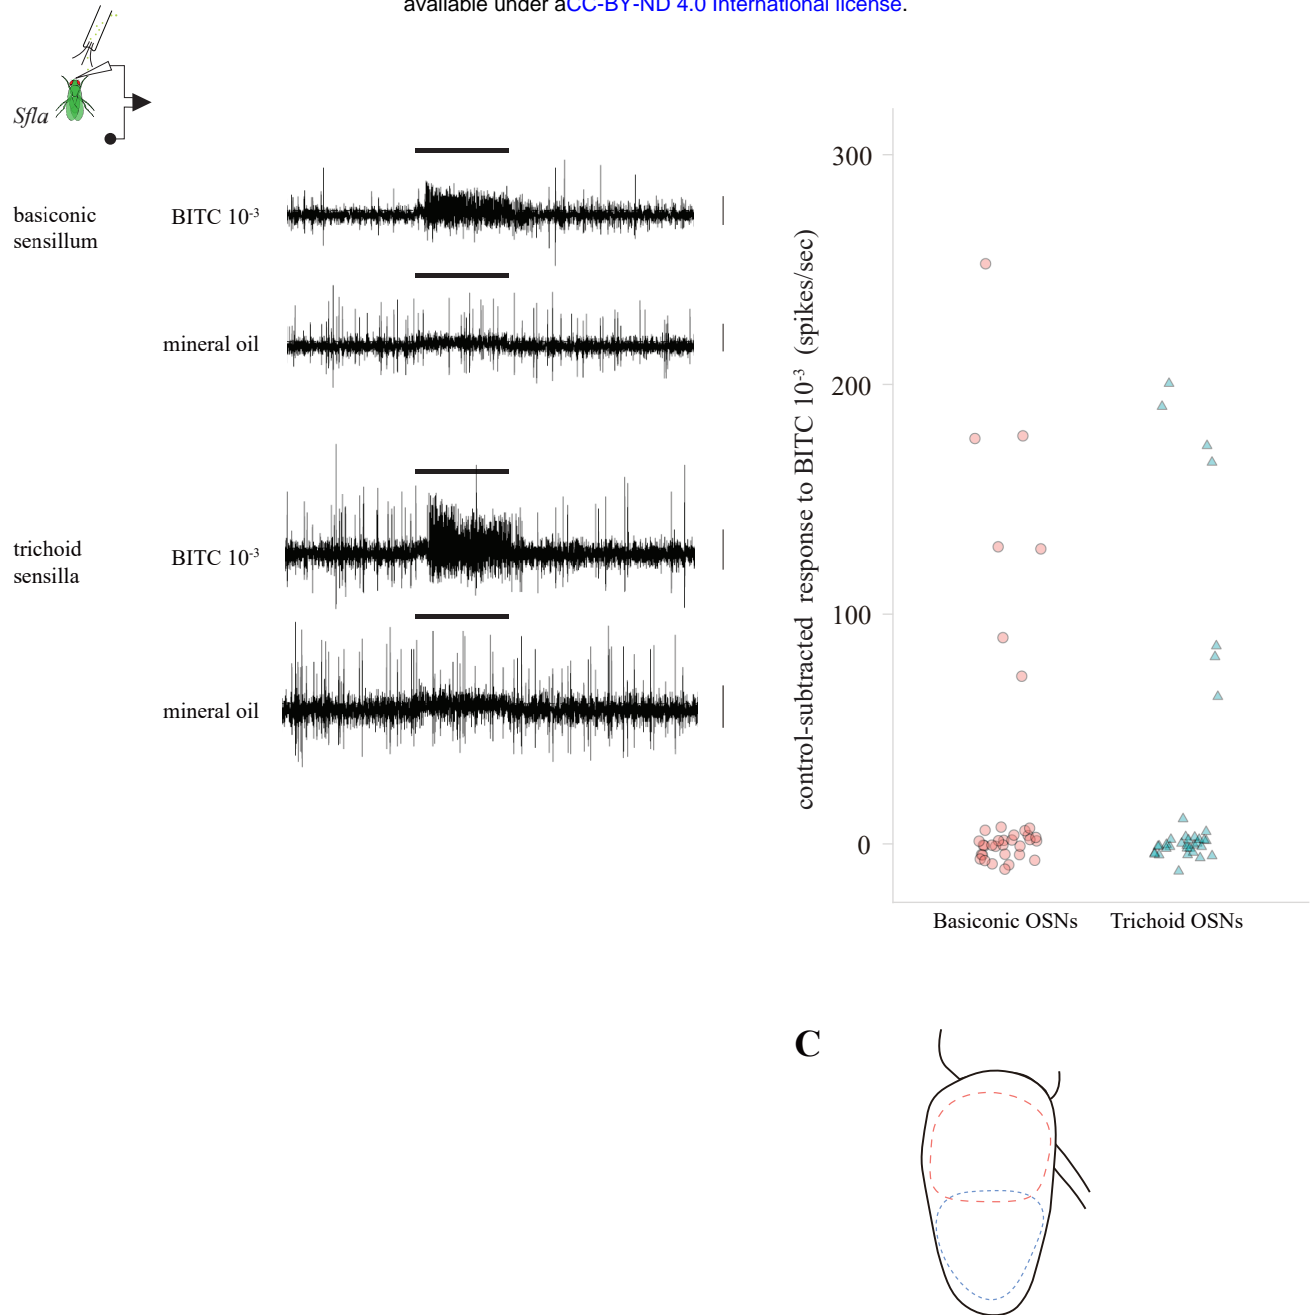 available under aCC-BY-ND 4.0 International license.
Sfla
basiconic
sensillum
BITC 10⁻³
mineral oil
trichoid
sensilla
BITC 10⁻³
mineral oil
control-subtracted response to BITC 10⁻³ (spikes/sec)
300
200
100
0
Basiconic OSNs
Trichoid OSNs
C